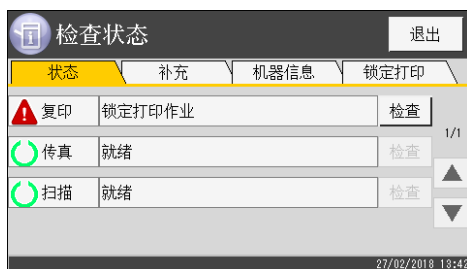 检查状态
退出
状态 补充 机器信息 锁定打印
复印 锁定打印作业 检查
1/1
传真 就绪 检查
扫描 就绪 检查
27/02/2018 13:42